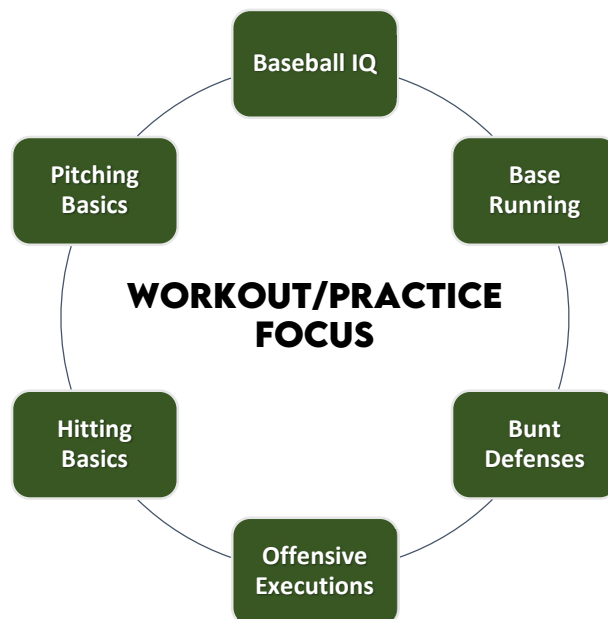 Baseball IQ
Pitching
Basics
Base
Running
WORKOUT/PRACTICE
FOCUS
Hitting
Basics
Bunt
Defenses
Offensive
Executions